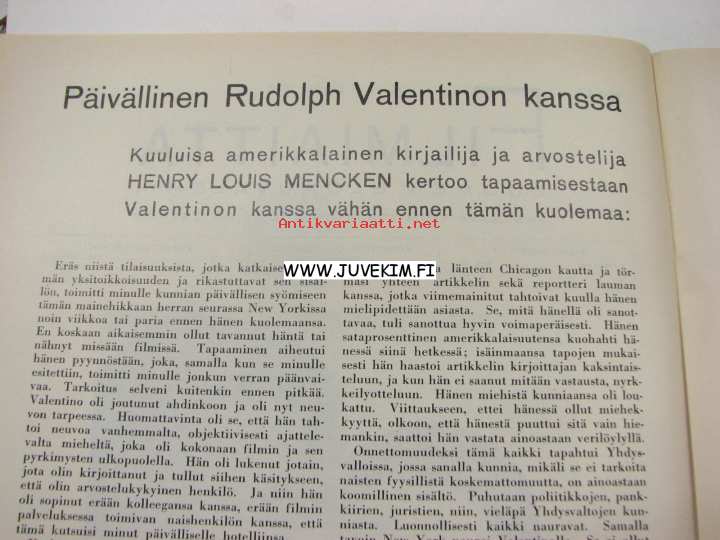 Päivällinen Rudolph Valentinon kanssa
Kuuluisa amerikkalainen kirjailija ja arvostelija
HENRY LOUIS MENCKEN kertoo tapaamisestaan
Valentinon kanssa vähän ennen tämän kuolemaa:
Antikvariaatti.net
WWW.JUVEKIM.FI
Eräs niistä tilaisuuksista, jotka katkaise
män yksitoikkoisuuden ja rikastuttavat sen sisäl-
lön, toimitti minulle kunnian päivällisen syömiseen
tämän mainehikkaan herran seurassa New Yorkissa
noin viikkoa tai paria ennen hänen kuolemaansa.
En koskaan aikaisemmin ollut tavannut häntä tai
nähnyt missään filmissä. Tapaaminen aiheutui
hänen pyynnöstään, joka, samalla kun se minulle
esitettiin, toimitti minulle jonkun verran päänvai-
vaa. Tarkoitus selveni kuitenkin ennen pitkää.
Valentino oli joutunut ahdinkoon ja oli nyt neu-
von tarpeessa. Huomattavinta oli se, että hän tah-
toi neuvoa vanhemmalta, objektiivisesti ajattele-
valta mieheltä, joka oli kokonaan filmin ja sen
pyrkimysten ulkopuolella. Hän oli lukenut jotain,
jota olin kirjoittanut ja tullut siihen käsitykseen,
että olin arvostelukykyinen henkilö. Ja niin hän
oli sopinut erään kolleegansa kanssa, erään filmin
palveluksessa toimivan naishenkilön kanssa, että
tämä kutsuisi minut päivälliselle hotelliinsa
a länteen Chicagon kautta ja tör-
mäsi yhteen artikkelin sekä reportteri lauman
kanssa, jotka viimemainitut tahtoivat kuulla hänen
mielipidettään asiasta. Se, mitä hänellä oli sanot-
tavaa, tuli sanottua hyvin voimaperäisesti. Hänen
sataprosenttinen amerikkalaisuutensa kuohahti hä-
nessä siinä hetkessä; isäinmaansa tapojen mukai-
sesti hän haastoi artikkelin kirjoittajan kaksintais-
teluun, ja kun hän ei saanut mitään vastausta, nyrk-
keilyotteluun. Hänen miehistä kunniaansa oli lou-
kattu. Viittaukseen, ettei hänessä ollut miehek-
kyyttä, olkoon, että hänestä puuttui sitä vain hie-
mankin, saattoi hän vastata ainoastaan verilöylyllä.
Onnettomuudeksi tämä kaikki tapahtui Yhdys-
valloissa, jossa sanalla kunnia, mikäli se ei tarkoita
naisten fyysillistä koskemattomuutta, on ainoastaan
koomillinen sisältö. Puhutaan poliitikkojen, pank-
kiirien, juristien, niin, vieläpä Yhdysvaltojen kun-
niasta. Luonnollisesti kaikki nauravat. Samalla